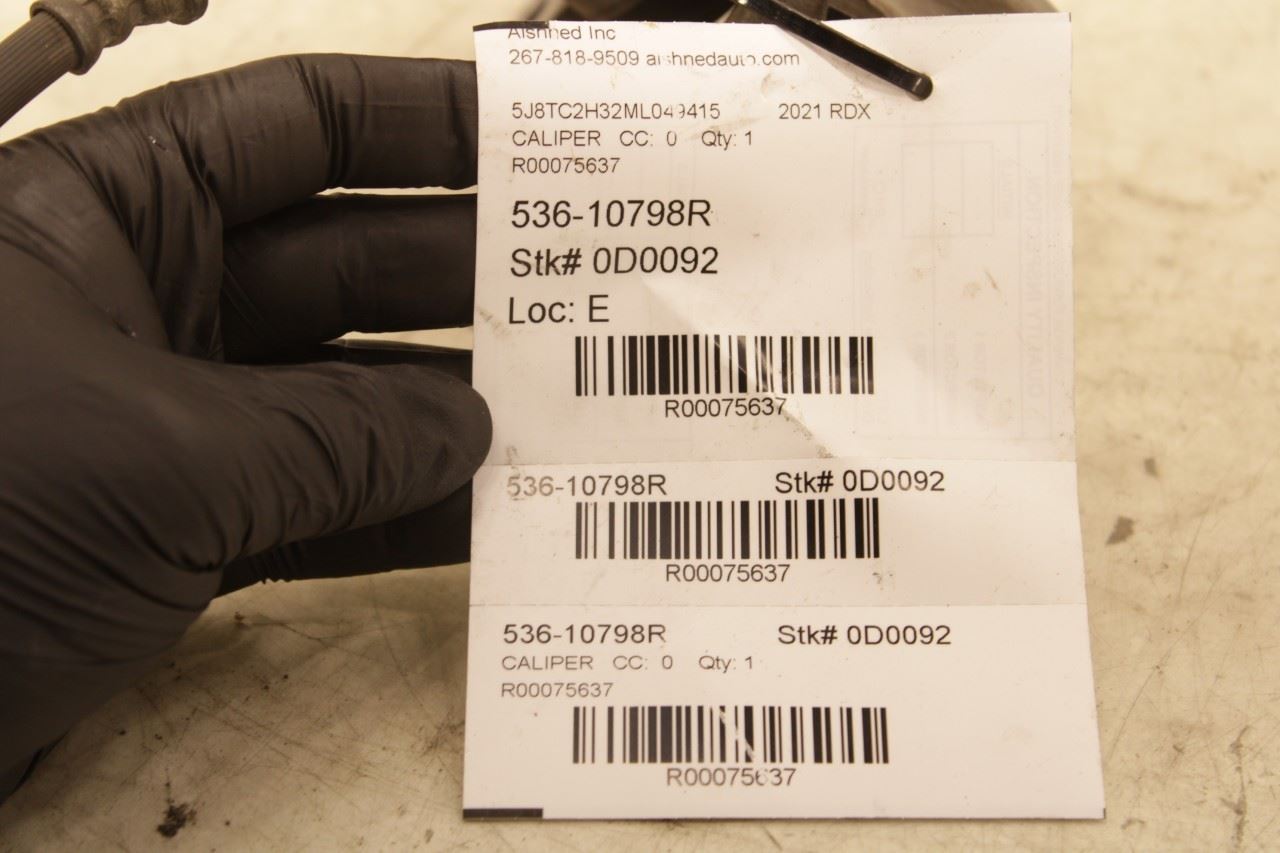 Aishned Inc
267-818-9509 aishnedauto.com
5J8TC2H32ML049415 2021 RDX
CALIPER CC: 0 Qty: 1
R00075637
536-10798R
Stk# 0D0092
Loc: E
R00075637
536-10798R Stk# 0D0092
R00075637
536-10798R Stk# 0D0092
CALIPER CC: 0 Qty: 1
R00075637
R00075637